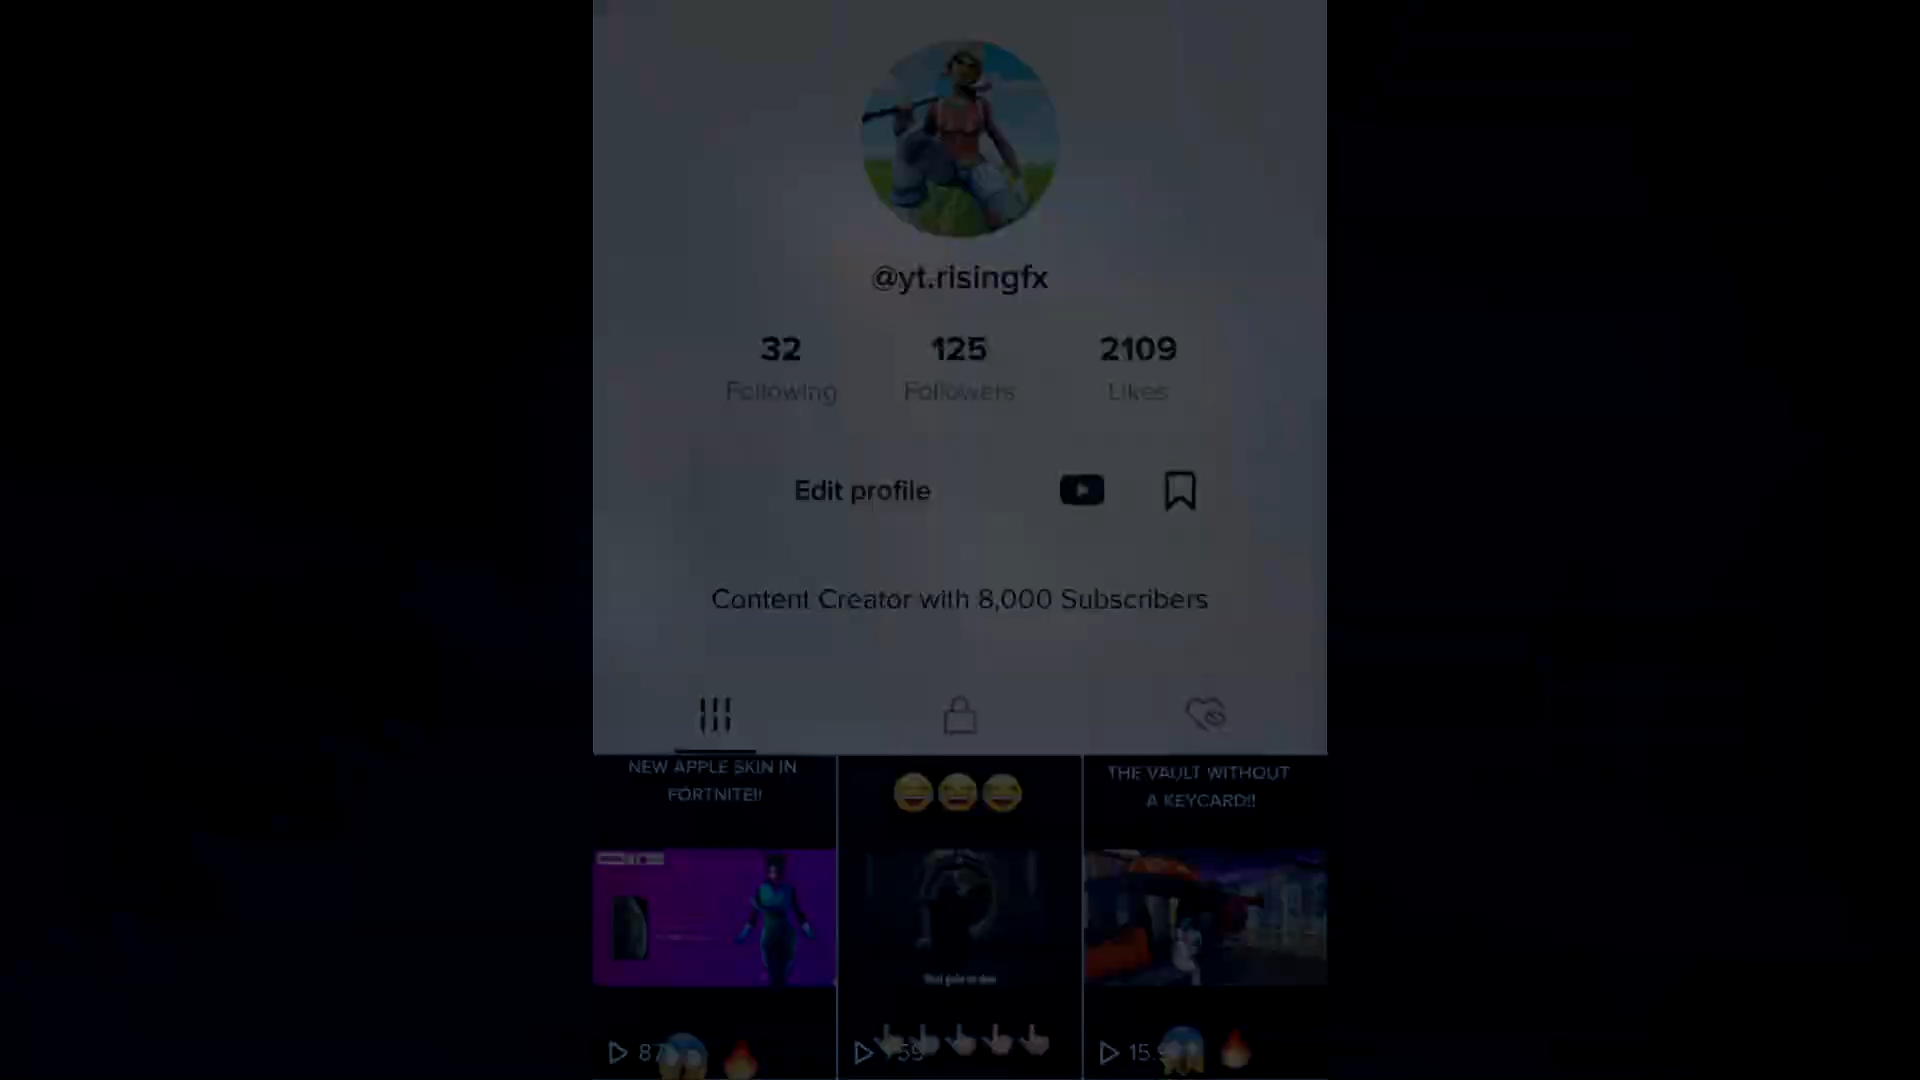 @yt.risingfx
32 125 2109
Following Followers Likes
Edit profile
Content Creator with 8,000 Subscribers
NEW APPLE SKIN IN
FORTNITE!!
THE VAULT WITHOUT
A KEYCARD!!